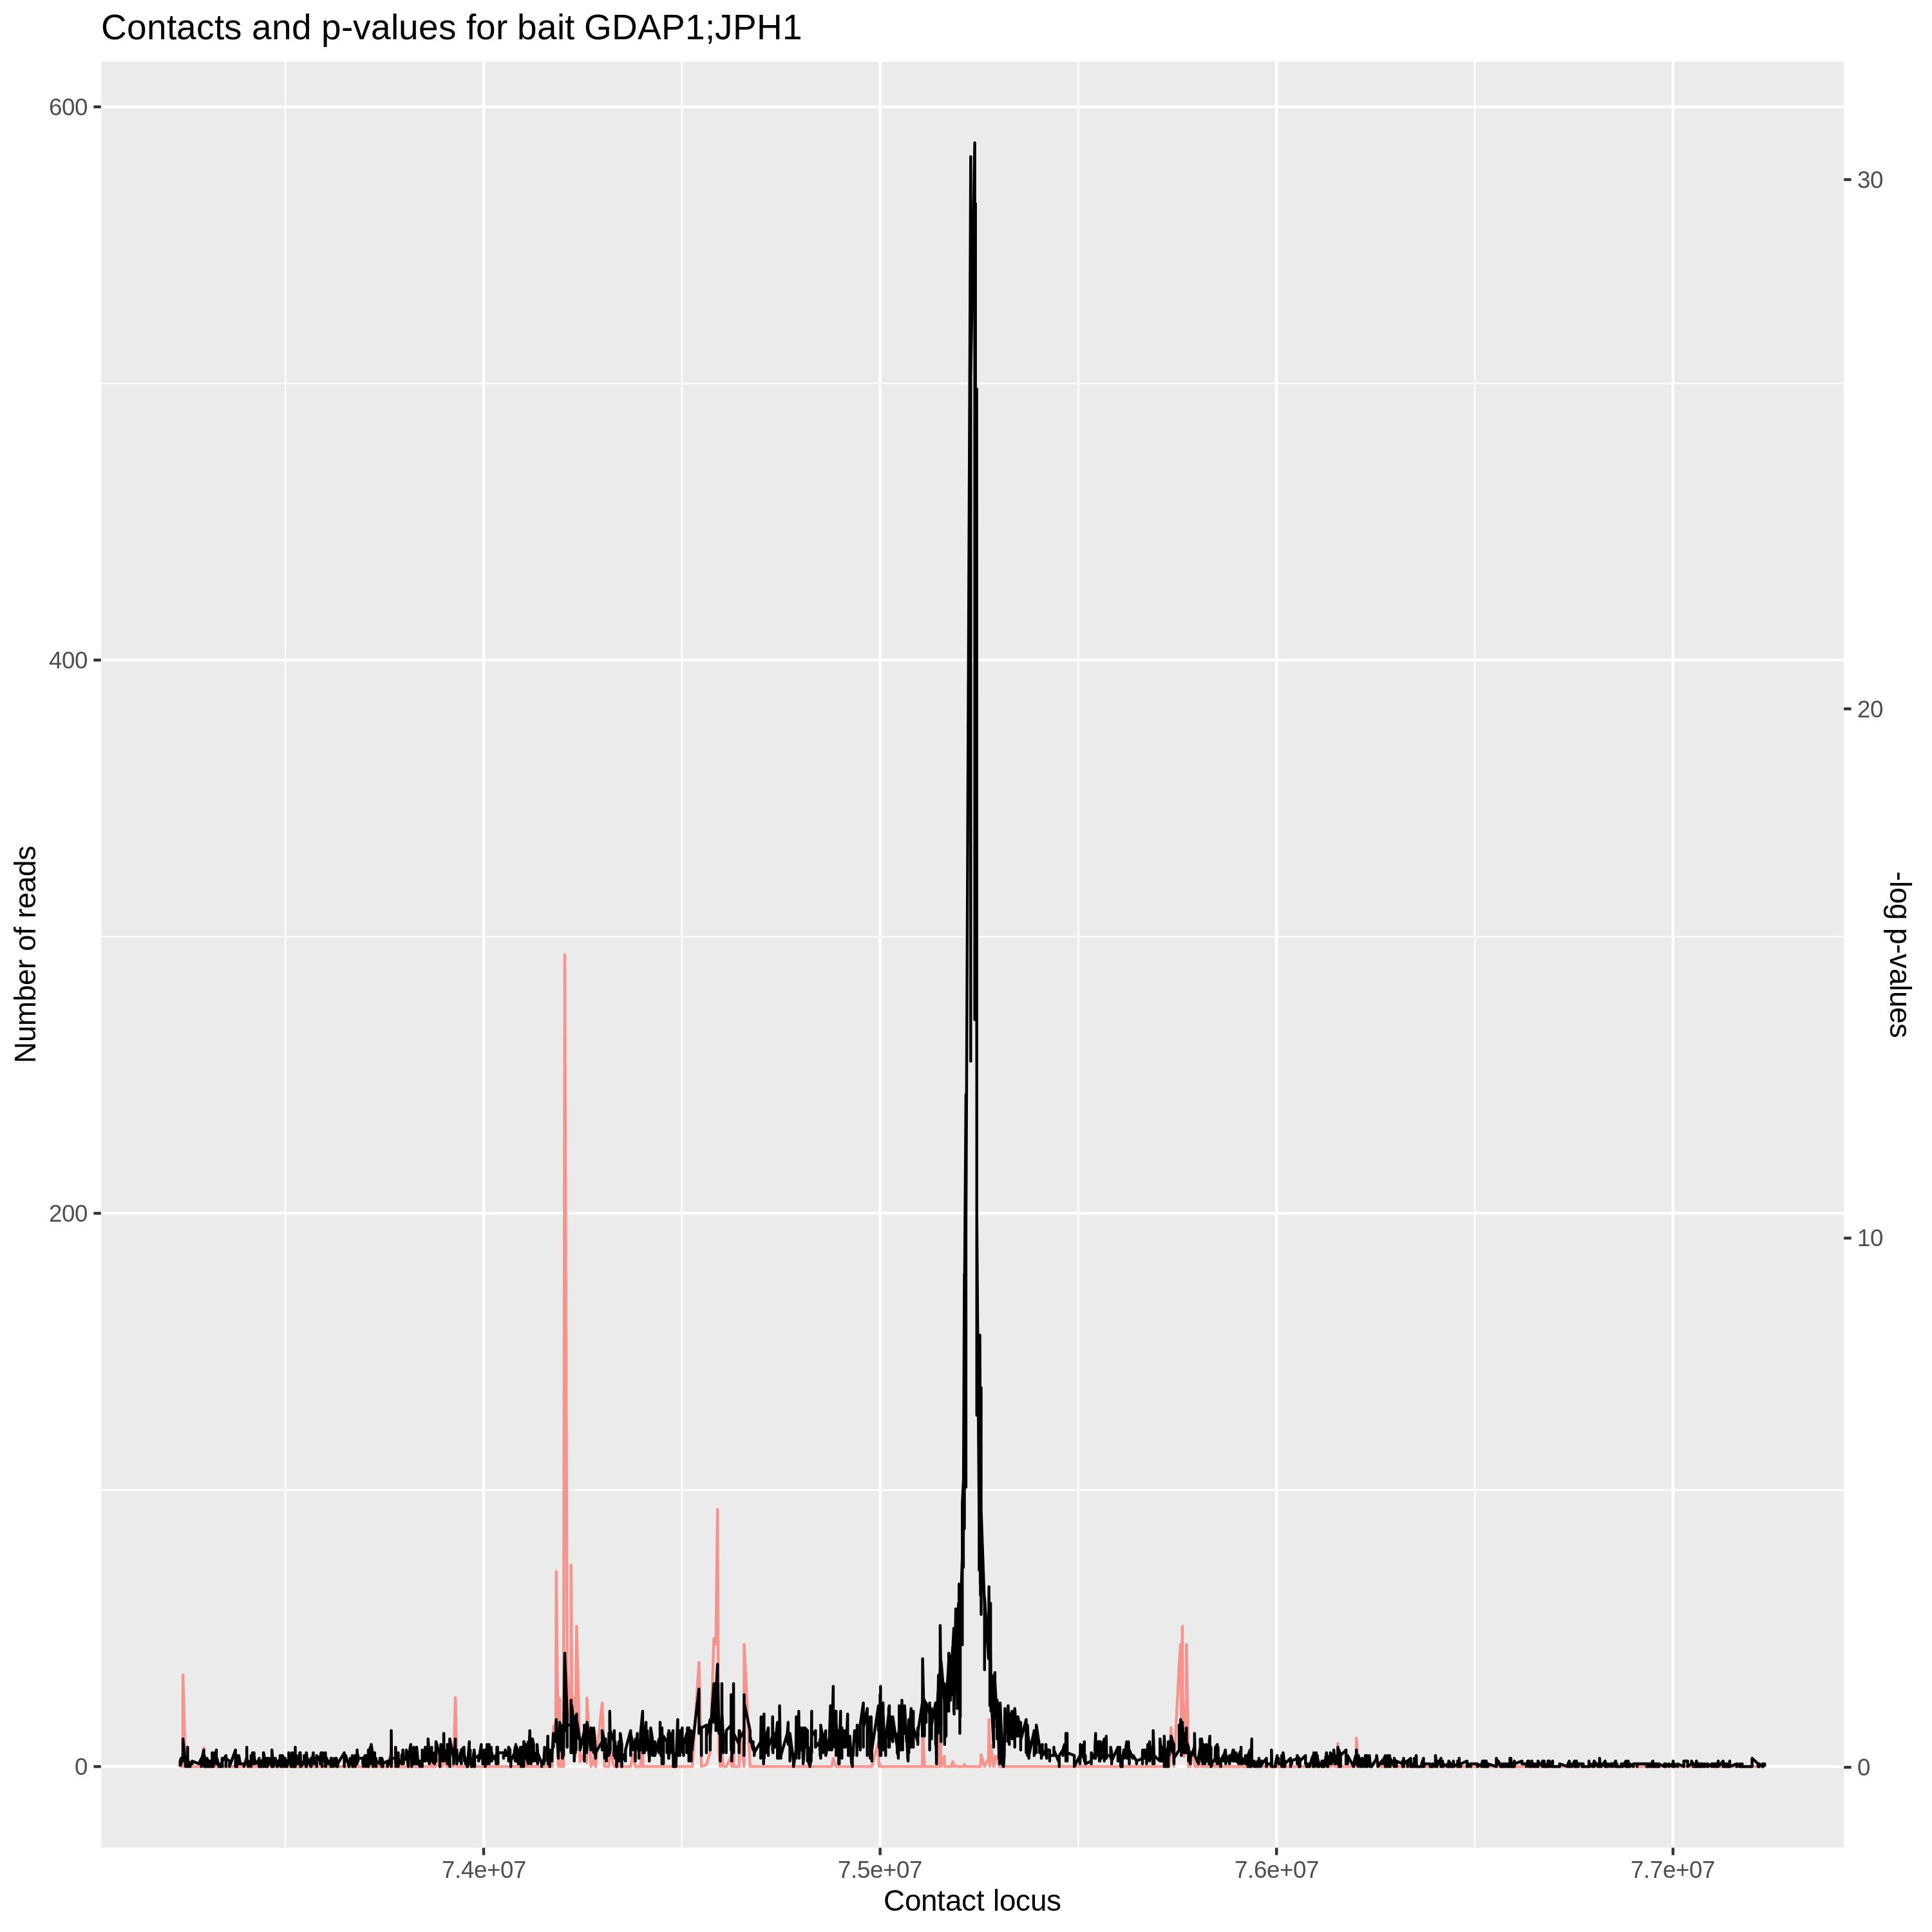 Contacts and p-values for bait GDAP1;JPH1
600
400
200
0
30
20
10
0
Number of reads
-log p-values
7.4e+07
7.5e+07
7.6e+07
7.7e+07
Contact locus